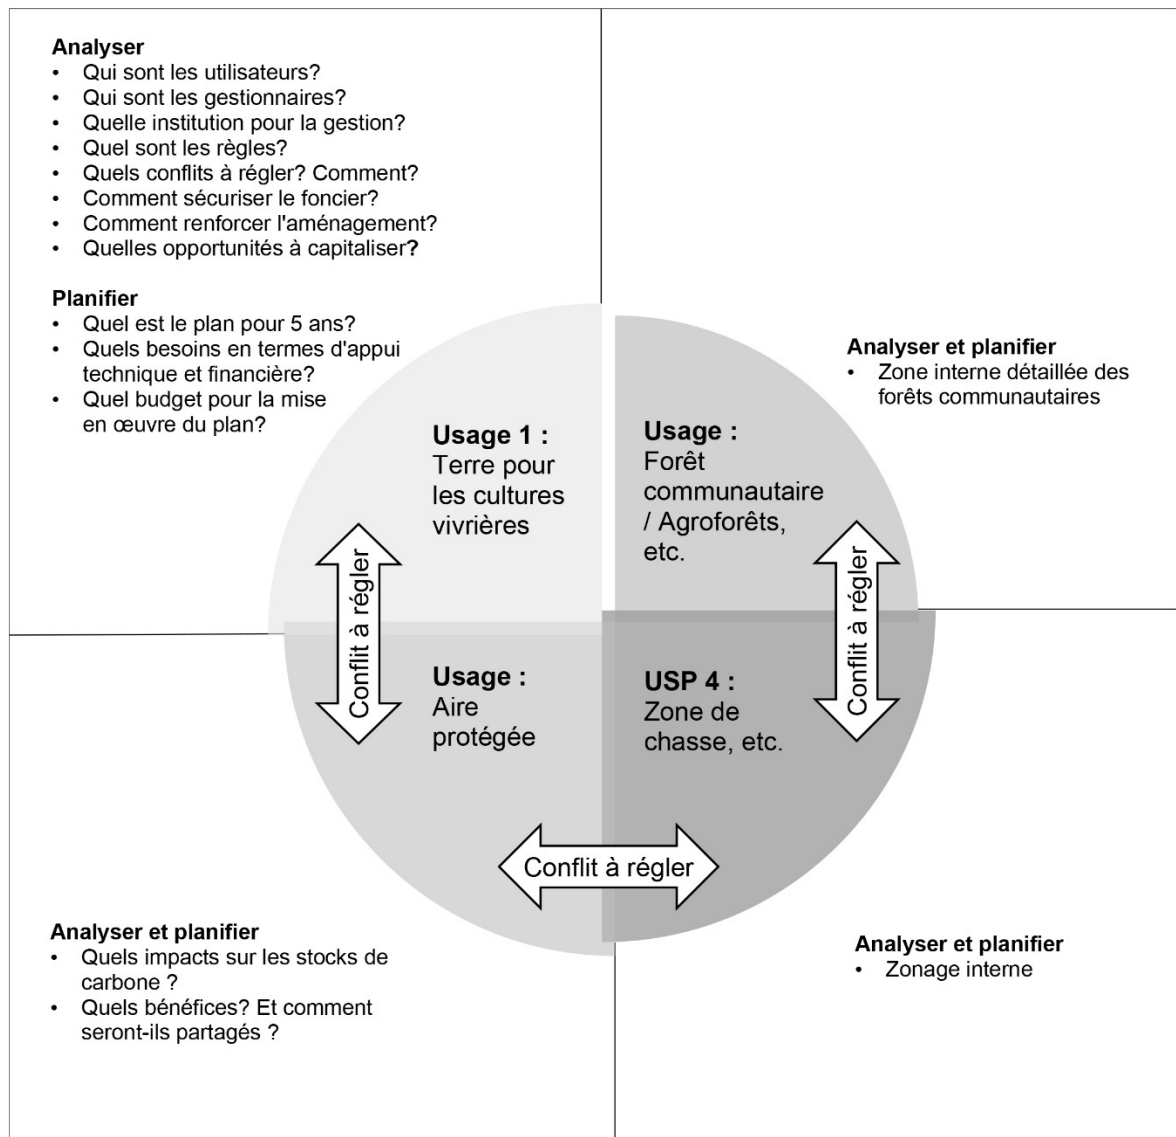 Analyser
• Qui sont les utilisateurs?
• Qui sont les gestionnaires?
• Quelle institution pour la gestion?
• Quel sont les règles?
• Quels conflits à régler? Comment?
• Comment sécuriser le foncier?
• Comment renforcer l'aménagement?
• Quelles opportunités à capitaliser?
Planifier
• Quel est le plan pour 5 ans?
• Quels besoins en termes d'appui
technique et financière?
• Quel budget pour la mise
en œuvre du plan?
Analyser et planifier
• Zone interne détaillée des
forêts communautaires
Usage 1 :
Terre pour
les cultures
vivrières
Usage :
Forêt
communautaire
/ Agroforêts,
etc.
Conflit à régler
Conflit à régler
Usage :
Aire
protégée
USP 4 :
Zone de
chasse, etc.
Conflit à régler
Analyser et planifier
• Quels impacts sur les stocks de
carbone ?
• Quels bénéfices? Et comment
seront-ils partagés ?
Analyser et planifier
• Zonage interne